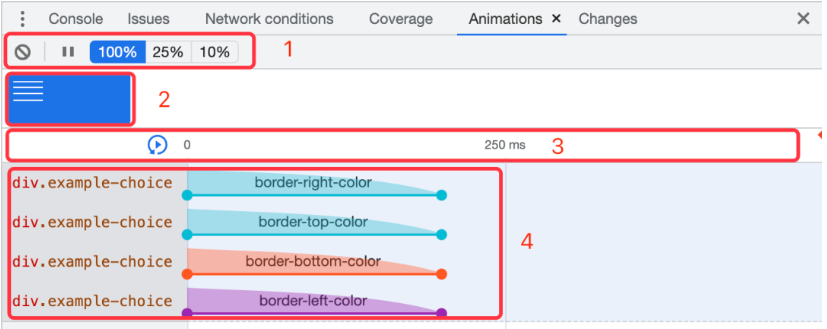 Console Issues Network conditions Coverage Animations × Changes ×
100% 25% 10% 1
2
0 250 ms 3
div.example-choice border-right-color
div.example-choice border-top-color
4
div.example-choice border-bottom-color
div.example-choice border-left-color